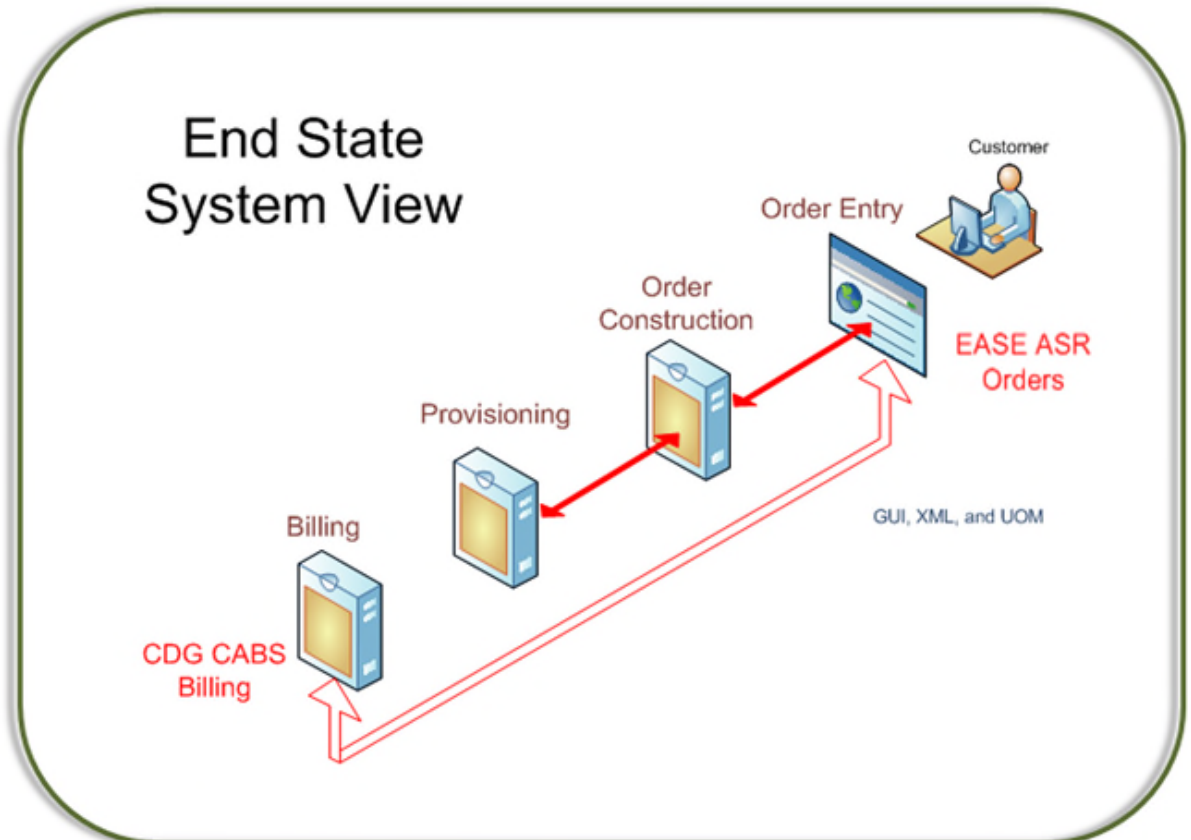 End State
System View
Customer
Order Entry
Order
Construction
EASE ASR
Orders
Provisioning
GUI, XML, and UOM
Billing
CDG CABS
Billing